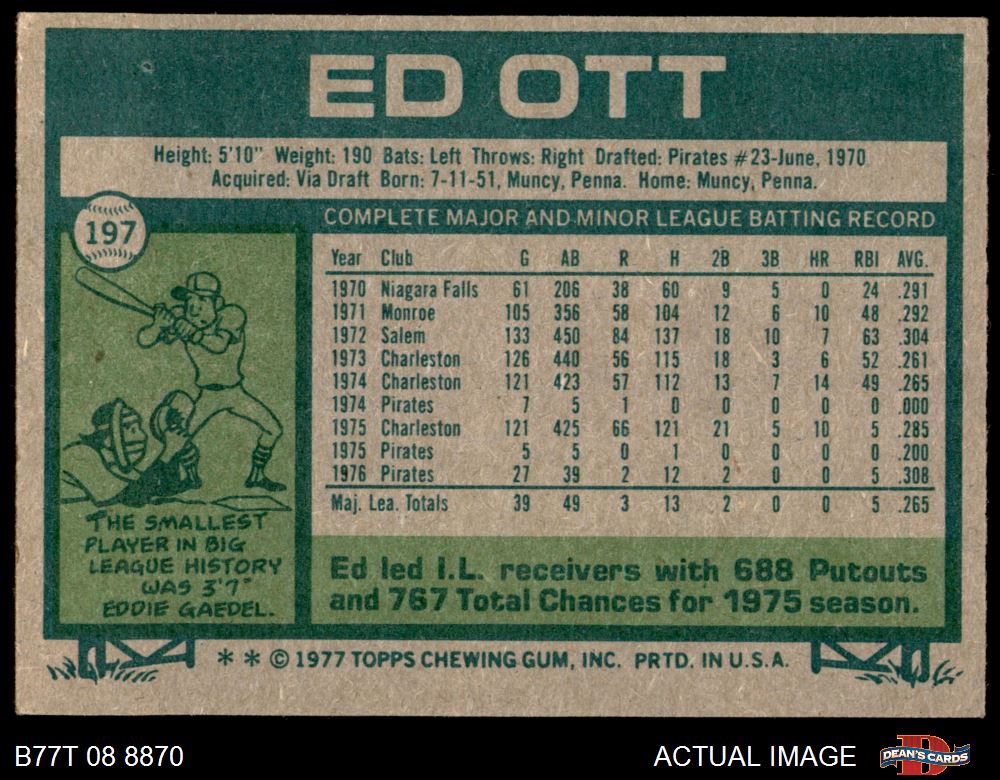 ED OTT
Height: 5'10" Weight: 190 Bats: Left Throws: Right Drafted: Pirates #23-June, 1970
Acquired: Via Draft Born: 7-11-51, Muncy, Penna. Home: Muncy, Penna.
197
COMPLETE MAJOR AND MINOR LEAGUE BATTING RECORD
Year Club G AB R H 2B 3B HR RBI AVG.
1970 Niagara Falls 61 206 38 60 9 5 0 24 .291
1971 Monroe 105 356 58 104 12 6 10 48 .292
1972 Salem 133 450 84 137 18 10 7 63 .304
1973 Charleston 126 440 56 115 18 3 6 52 .261
1974 Charleston 121 423 57 112 13 7 14 49 .265
1974 Pirates 7 5 1 0 0 0 0 0 .000
1975 Charleston 121 425 66 121 21 5 10 5 .285
1975 Pirates 5 5 0 1 0 0 0 0 .200
1976 Pirates 27 39 2 12 2 0 0 5 .308
Maj. Lea. Totals 39 49 3 13 2 0 0 5 .265
THE SMALLEST
PLAYER IN BIG
LEAGUE HISTORY
WAS 3'7"
EDDIE GAEDEL.
Ed led I.L. receivers with 688 Putouts
and 767 Total Chances for 1975 season.
* * © 1977 TOPPS CHEWING GUM, INC. PRTD. IN U.S.A.
B77T 08 8870
ACTUAL IMAGE
DEAN'S CARDS